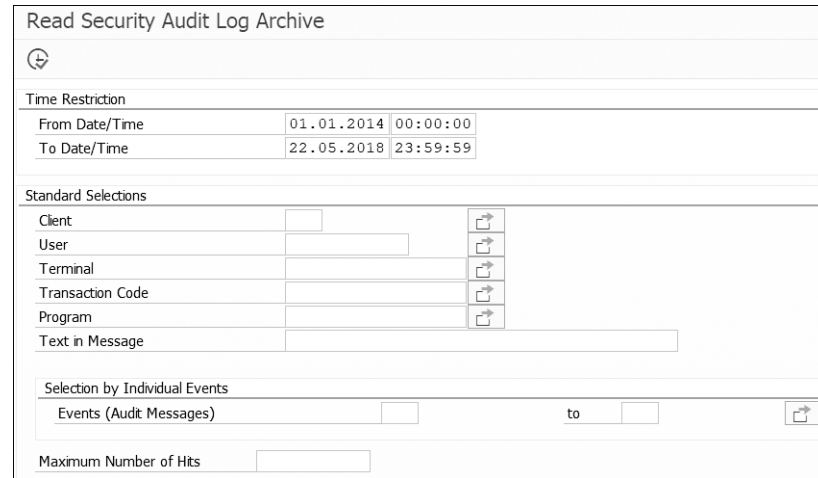 Read Security Audit Log Archive
Time Restriction
From Date/Time 01.01.2014 00:00:00
To Date/Time 22.05.2018 23:59:59
Standard Selections
Client
User
Terminal
Transaction Code
Program
Text in Message
Selection by Individual Events
Events (Audit Messages) to
Maximum Number of Hits